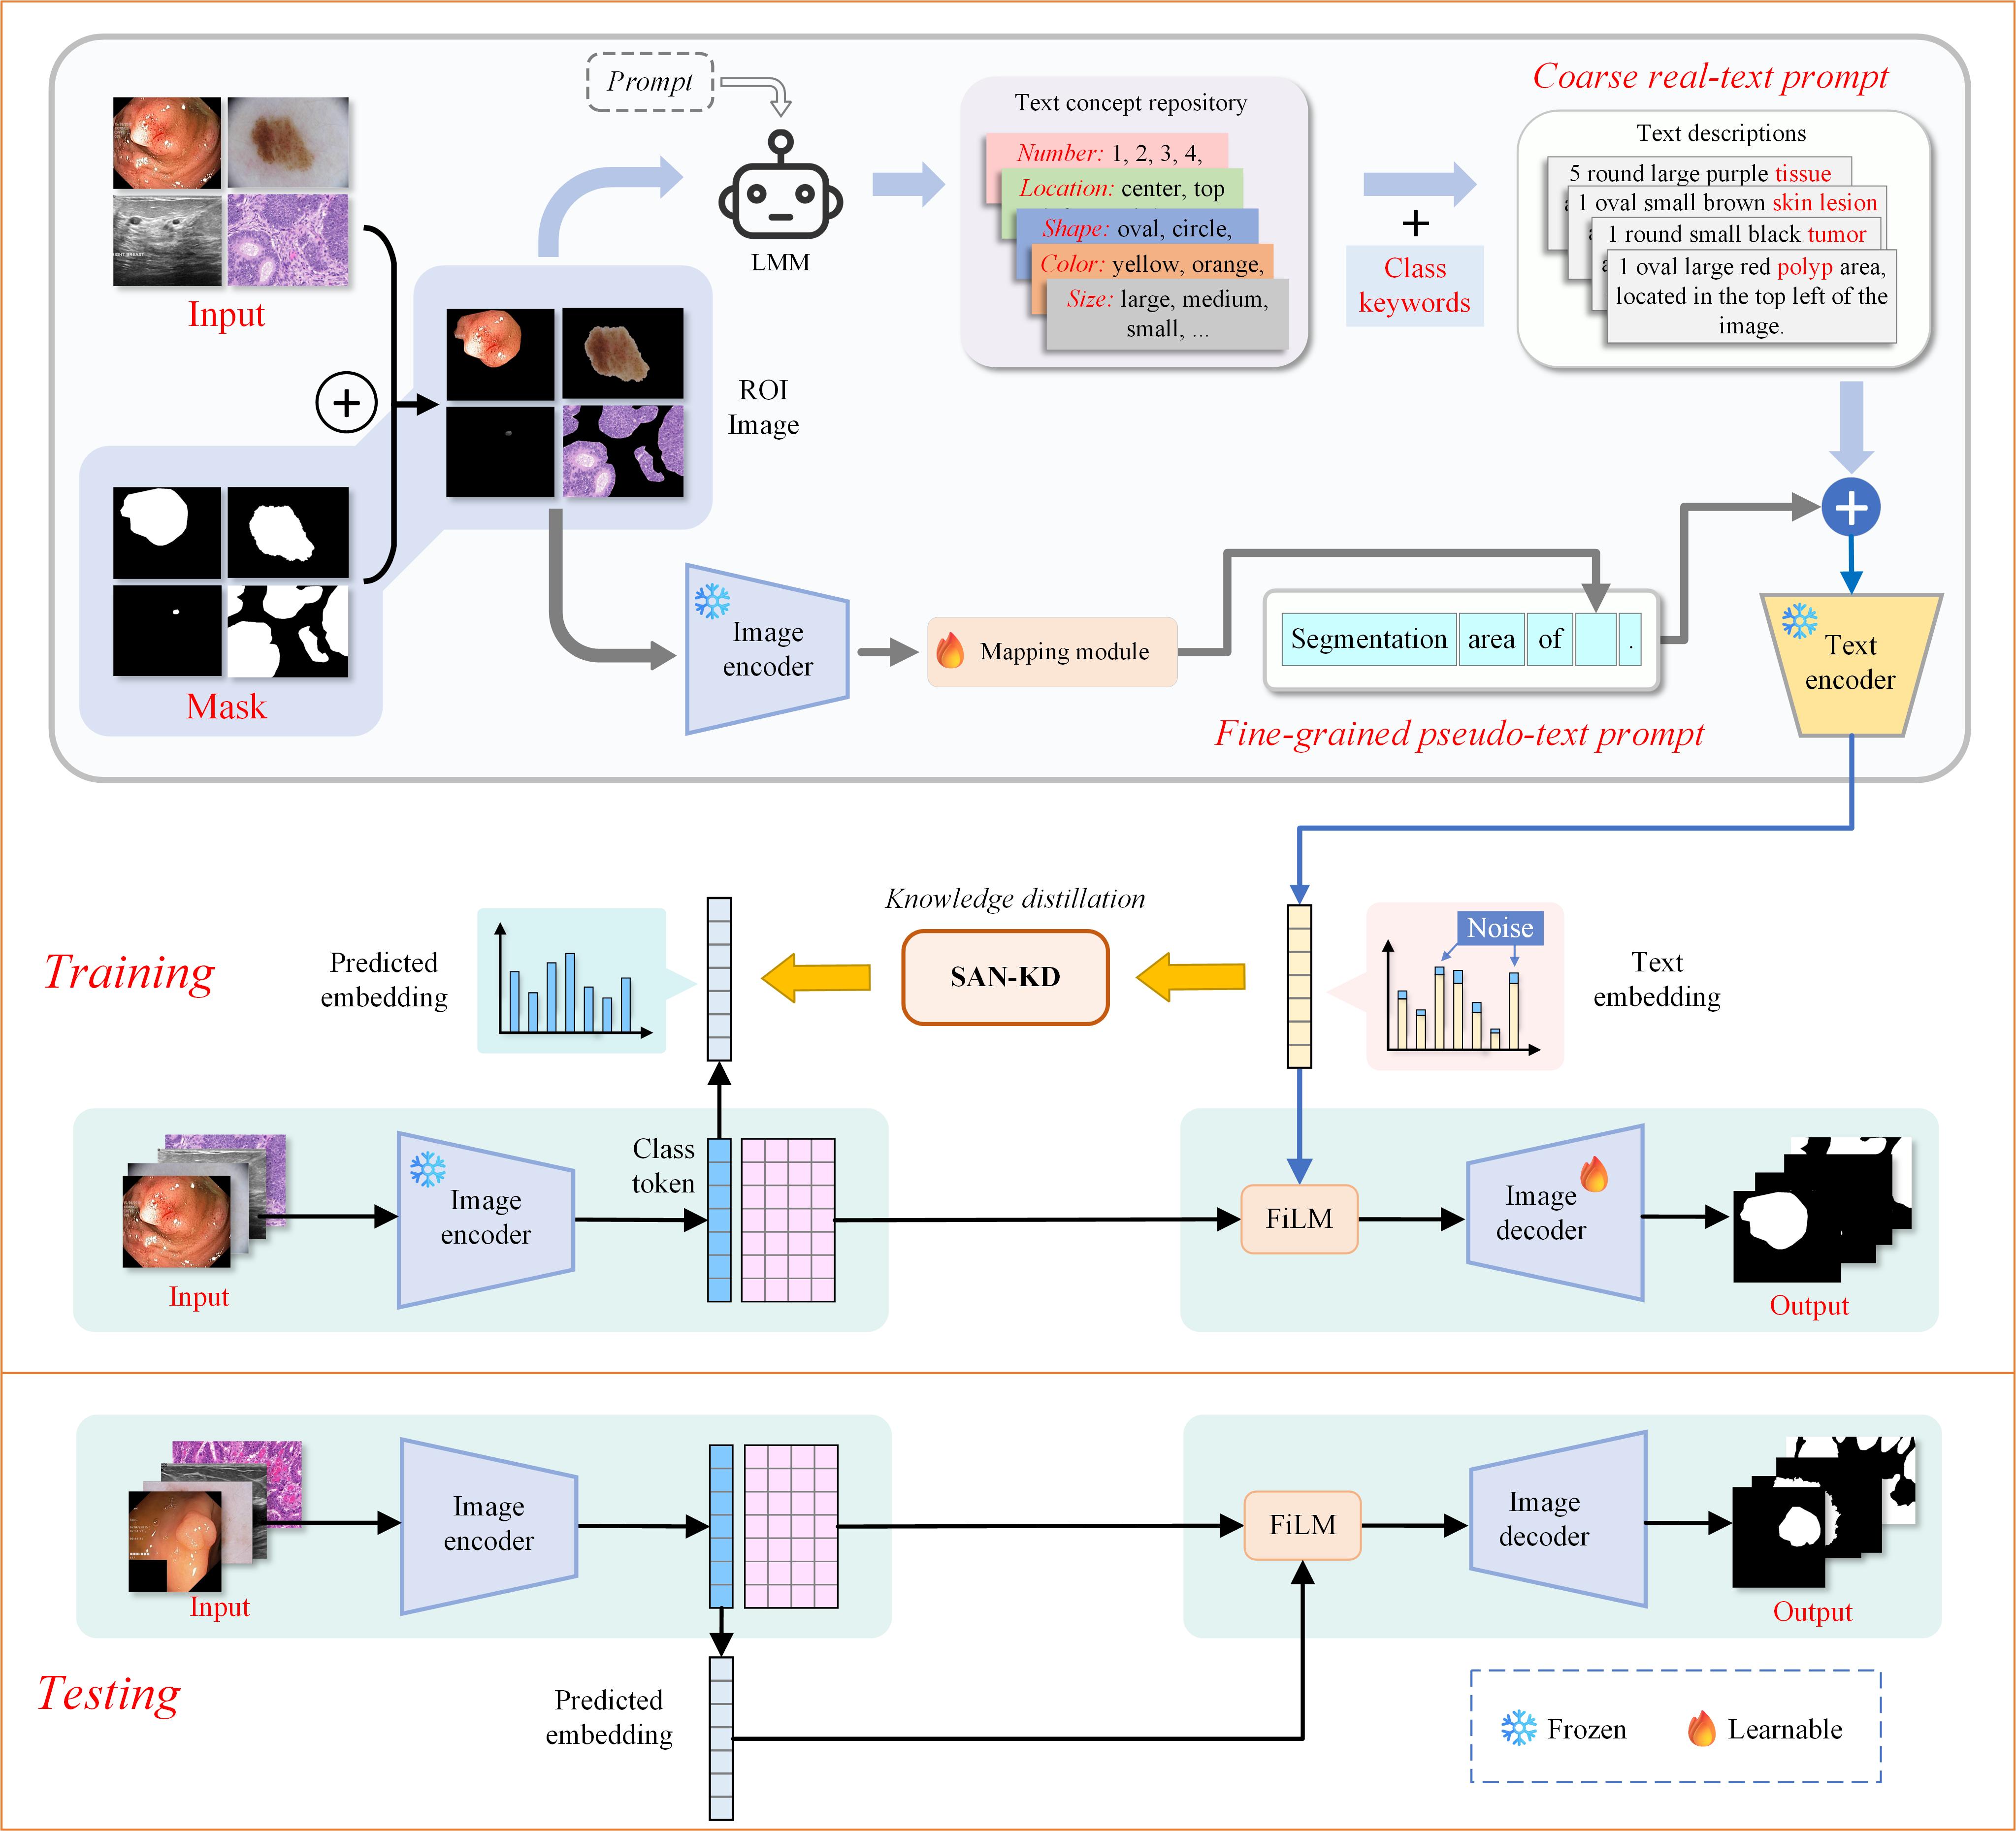 Prompt
LMM
Text concept repository
Number: 1, 2, 3, 4,
Location: center, top
Shape: oval, circle,
Color: yellow, orange,
Size: large, medium,
small, ...
+
Class
keywords
Coarse real-text prompt
Text descriptions
5 round large purple tissue
1 oval small brown skin lesion
1 round small black tumor
1 oval large red polyp area,
located in the top left of the
image.
Input
+
ROI
Image
Mask
Image
encoder
Mapping module
Segmentation area of .
Fine-grained pseudo-text prompt
+
Text
encoder
Training
Predicted
embedding
Knowledge distillation
SAN-KD
Noise
Text
embedding
Input
Image
encoder
Class
token
FiLM
Image
decoder
Output
Input
Image
encoder
FiLM
Image
decoder
Output
Testing
Predicted
embedding
Frozen
Learnable